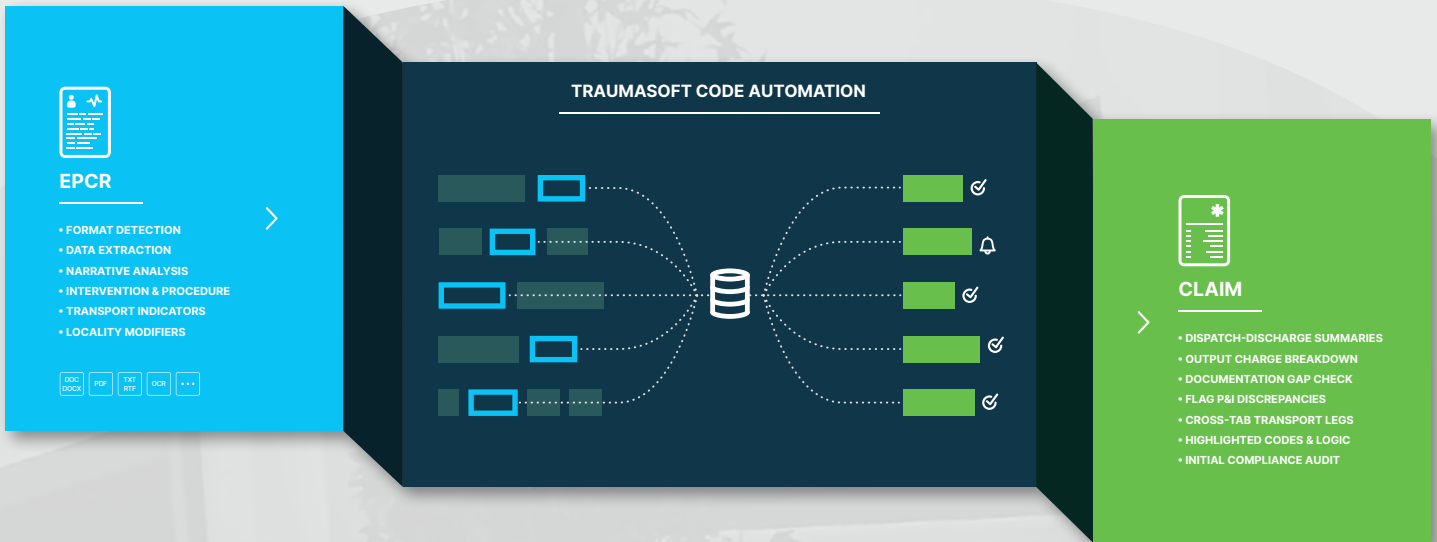 EPCR
• FORMAT DETECTION
• DATA EXTRACTION
• NARRATIVE ANALYSIS
• INTERVENTION & PROCEDURE
• TRANSPORT INDICATORS
• LOCALITY MODIFIERS
DOC
DOCX
PDF
TXT
RTF
OCR
TRAUMASOFT CODE AUTOMATION
CLAIM
• DISPATCH-DISCHARGE SUMMARIES
• OUTPUT CHARGE BREAKDOWN
• DOCUMENTATION GAP CHECK
• FLAG P&I DISCREPANCIES
• CROSS-TAB TRANSPORT LEGS
• HIGHLIGHTED CODES & LOGIC
• INITIAL COMPLIANCE AUDIT